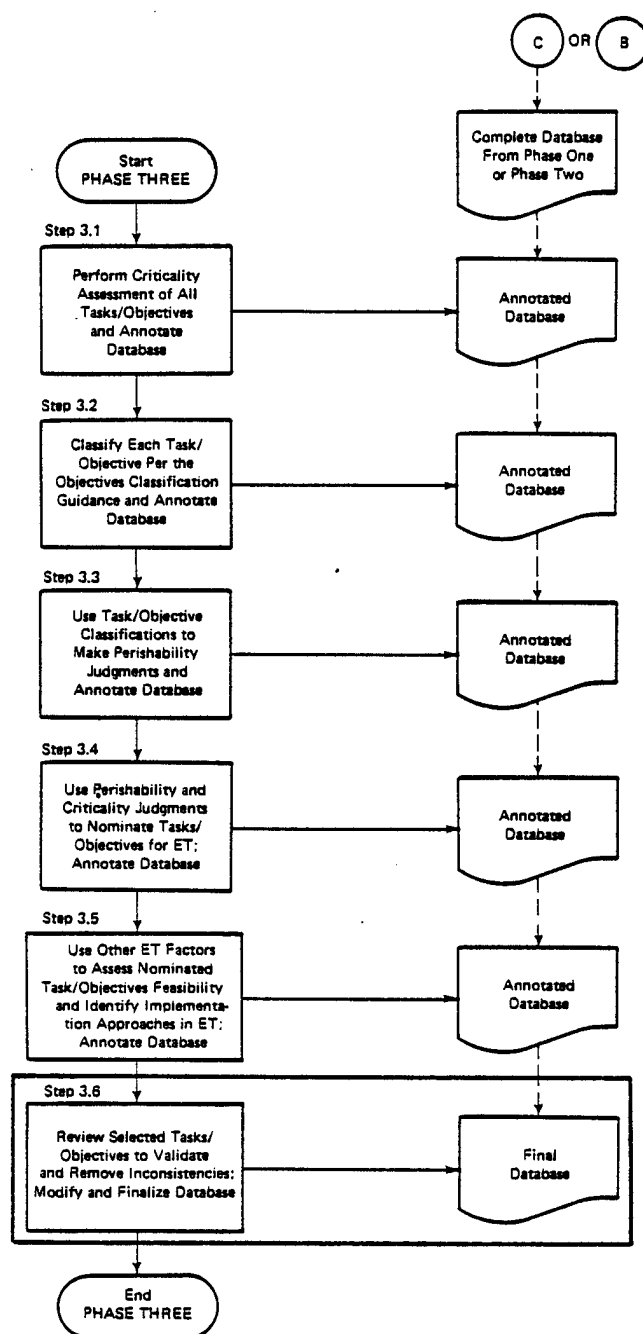 C OR B
Complete Database
From Phase One
or Phase Two
Start
PHASE THREE
Step 3.1
Perform Criticality
Assessment of All
Tasks/Objectives
and Annotate
Database
Annotated
Database
Step 3.2
Classify Each Task/
Objective Per the
Objectives Classification
Guidance and Annotate
Database
Annotated
Database
Step 3.3
Use Task/Objective
Classifications to
Make Perishability
Judgments and
Annotate Database
Annotated
Database
Step 3.4
Use Perishability and
Criticality Judgments
to Nominate Tasks/
Objectives for ET;
Annotate Database
Annotated
Database
Step 3.5
Use Other ET Factors
to Assess Nominated
Task/Objectives Feasibility
and Identify Implementa-
tion Approaches in ET;
Annotate Database
Annotated
Database
Step 3.6
Review Selected Tasks/
Objectives to Validate
and Remove Inconsistencies;
Modify and Finalize Database
Final
Database
End
PHASE THREE